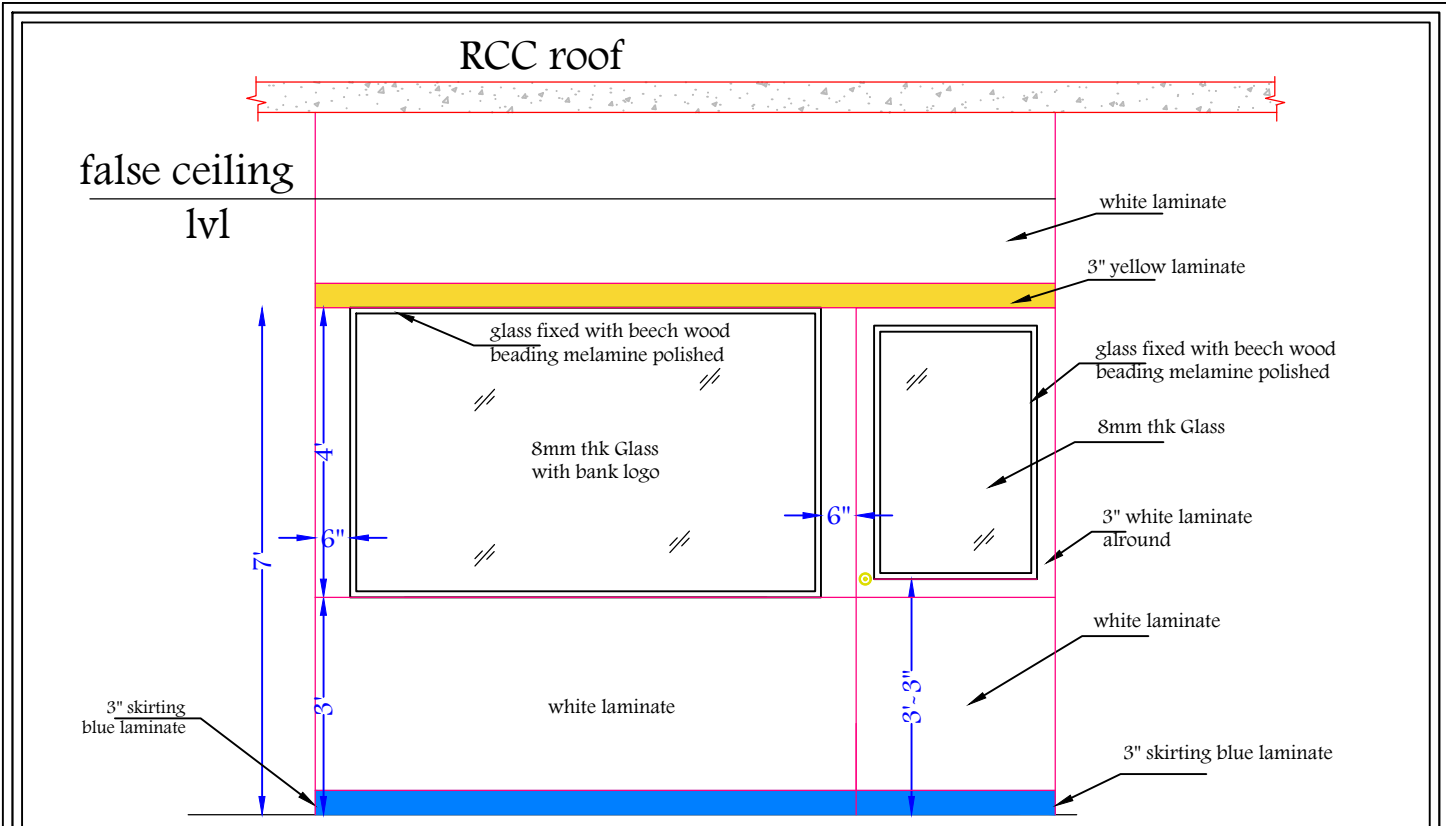 RCC roof
false ceiling
lvl
white laminate
3" yellow laminate
glass fixed with beech wood
beading melamine polished
glass fixed with beech wood
beading melamine polished
8mm thk Glass
8mm thk Glass
with bank logo
4'
6"
6"
3" white laminate
alround
7'
white laminate
3'
3'~3"
white laminate
3" skirting
blue laminate
3" skirting blue laminate